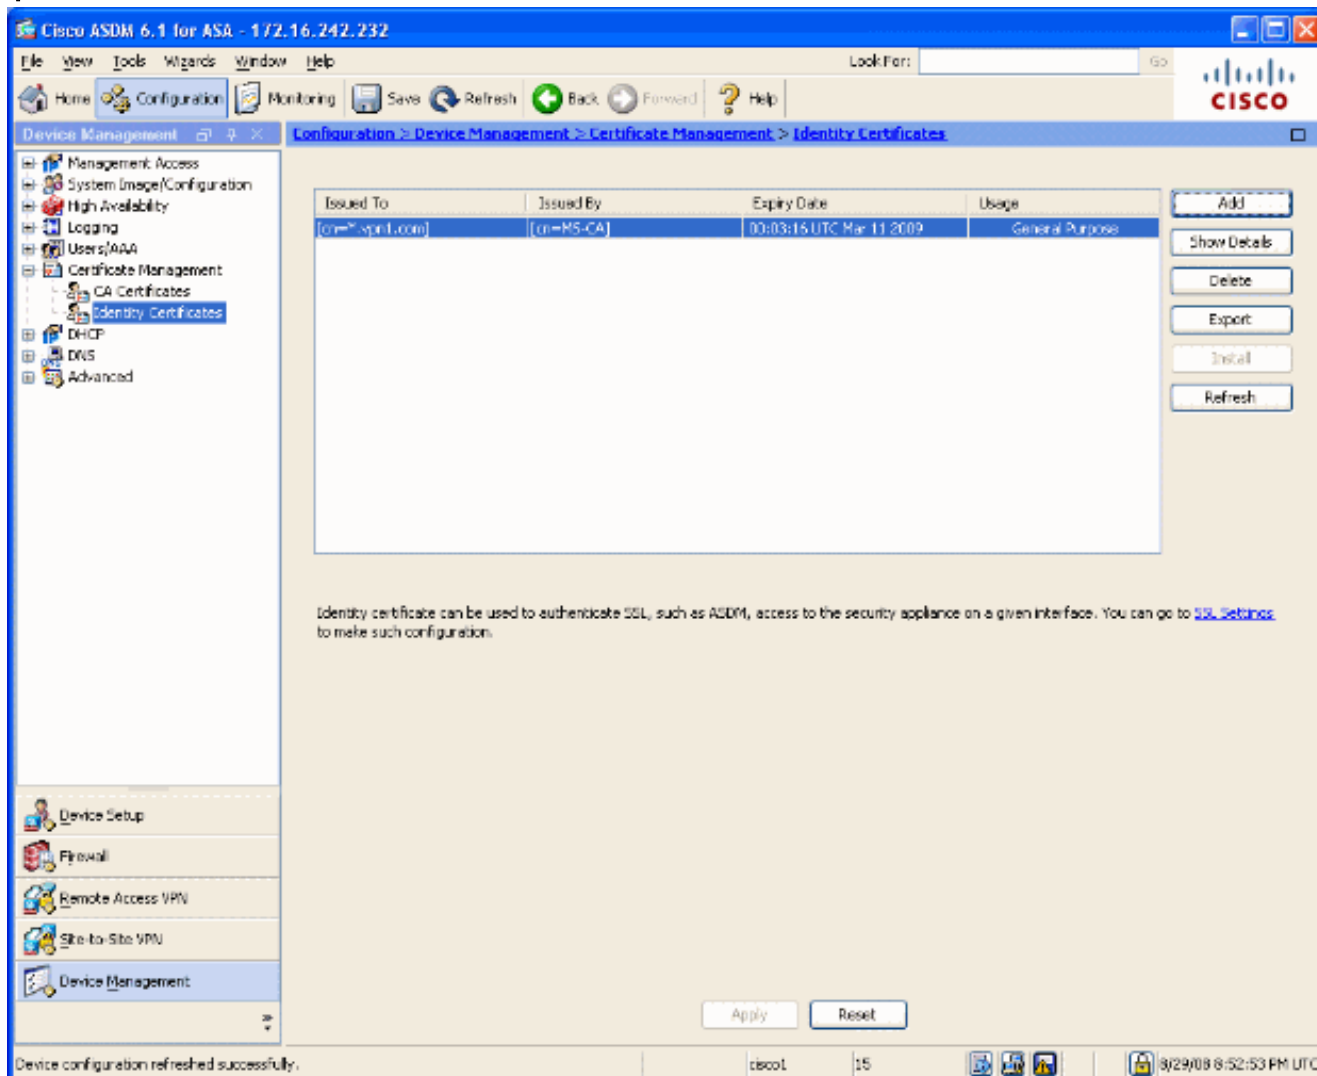 Cisco ASDM 6.1 for ASA - 172.16.242.232
File View Tools Wizards Window Help Look For: Go
Home Configuration Monitoring Save Refresh Back Forward Help
CISCO
Device Management
Configuration > Device Management > Certificate Management > Identity Certificates
Management Access
System Image/Configuration
High Availability
Logging
Users/AAA
Certificate Management
CA Certificates
Identity Certificates
DHCP
DNS
Advanced
Issued To Issued By Expiry Date Usage
[cn=*.vpn1.com] [cn=MS-CA] 00:03:16 UTC Mar 11 2009 General Purpose
Add
Show Details
Delete
Export
Install
Refresh
Identity certificate can be used to authenticate SSL, such as ASDM, access to the security appliance on a given interface. You can go to SSL Settings
to make such configuration.
Device Setup
Firewall
Remote Access VPN
Site-to-Site VPN
Device Management
Apply Reset
Device configuration refreshed successfully. cisco1 15 8/29/08 8:52:53 PM UTC